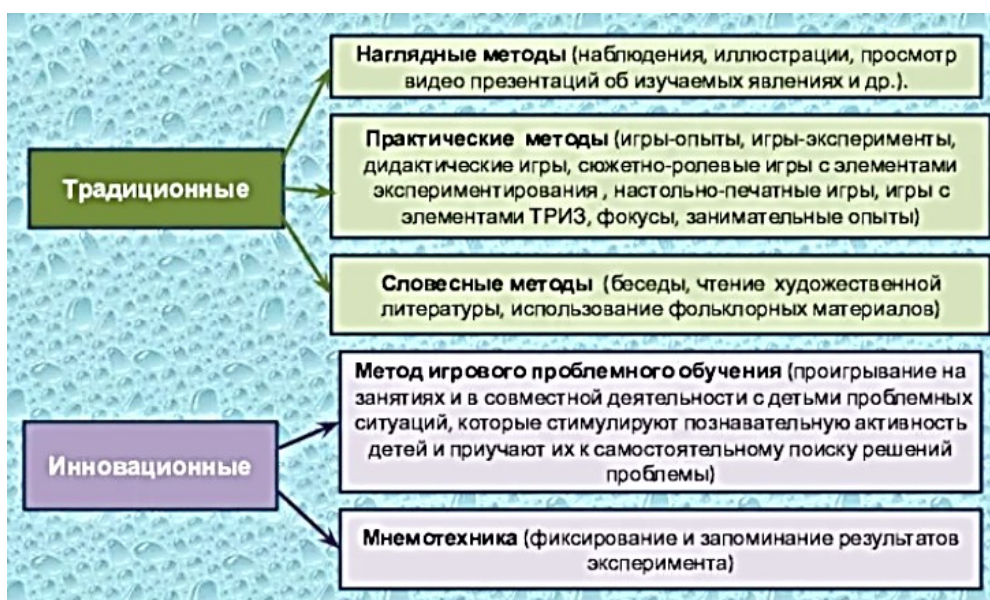 Наглядные методы (наблюдения, иллюстрации, просмотр
видео презентаций об изучаемых явлениях и др.).
Практические методы (игры-опыты, игры-эксперименты,
дидактические игры, сюжетно-ролевые игры с элементами
экспериментирования , настольно-печатные игры, игры с
элементами ТРИЗ, фокусы, занимательные опыты)
Традиционные
Словесные методы (беседы, чтение художественной
литературы, использование фольклорных материалов)
Метод игрового проблемного обучения (проигрывание на
занятиях и в совместной деятельности с детьми проблемных
ситуаций, которые стимулируют познавательную активность
детей и приучают их к самостоятельному поиску решений
проблемы)
Инновационные
Мнемотехника (фиксирование и запоминание результатов
эксперимента)